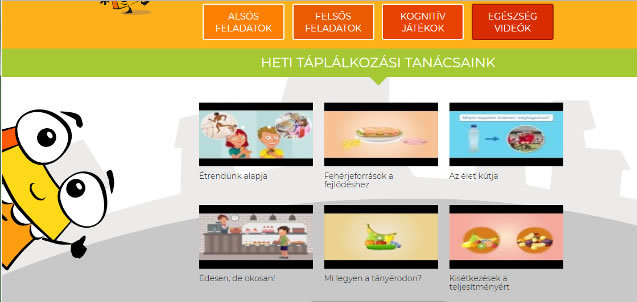 ALSÓS
FELADATOK
FELSŐS
FELADATOK
KOGNITÍV
JÁTÉKOK
EGÉSZSÉG
VIDEÓK
HETI TÁPLÁLKOZÁSI TANÁCSAINK
Étrendünk alapja
Fehérjeforrások a
fejlődéshez
Az élet kútja
Édesen, de okosan!
Mi legyen a tányérodon?
Kisétkezések a
teljesítményért